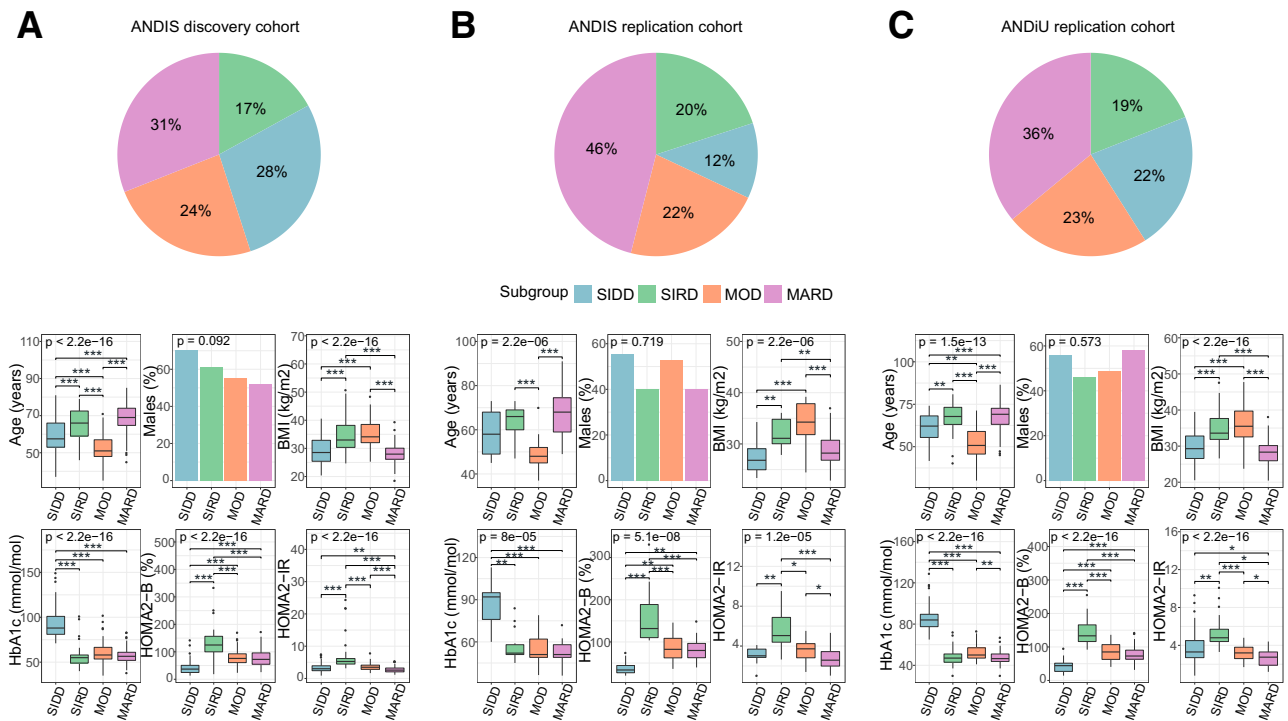 A
ANDIS discovery cohort
17%
28%
24%
31%
B
ANDIS replication cohort
20%
12%
22%
46%
C
ANDiU replication cohort
19%
22%
23%
36%
Subgroup SIDD SIRD MOD MARD
p < 2.2e−16
Age (years)
110
90
70
50
***
***
***
***
***
SIDD SIRD MOD MARD
p = 0.092
Males (%)
60
40
20
0
SIDD SIRD MOD MARD
p < 2.2e−16
BMI (kg/m2)
70
60
50
40
30
20
***
***
***
***
SIDD SIRD MOD MARD
p = 2.2e−06
Age (years)
100
80
60
40
***
***
SIDD SIRD MOD MARD
p = 0.719
Males (%)
60
40
20
0
SIDD SIRD MOD MARD
p = 2.2e−06
BMI (kg/m2)
50
40
30
**
***
***
**
SIDD SIRD MOD MARD
p = 1.5e−13
Age (years)
100
75
50
***
**
***
***
**
SIDD SIRD MOD MARD
p = 0.573
Males (%)
60
40
20
0
SIDD SIRD MOD MARD
p < 2.2e−16
BMI (kg/m2)
60
50
40
30
20
***
***
***
***
SIDD SIRD MOD MARD
p < 2.2e−16
HbA1c (mmol/mol)
150
100
50
***
***
***
SIDD SIRD MOD MARD
p < 2.2e−16
HOMA2−B (%)
500
400
300
200
100
0
***
***
***
***
***
SIDD SIRD MOD MARD
p < 2.2e−16
HOMA2−IR
40
30
20
10
0
**
***
***
***
***
SIDD SIRD MOD MARD
p = 8e−05
HbA1c (mmol/mol)
125
100
75
50
***
***
**
SIDD SIRD MOD MARD
p = 5.1e−08
HOMA2−B (%)
300
200
100
**
***
**
***
***
SIDD SIRD MOD MARD
p = 1.2e−05
HOMA2−IR
12
8
4
***
*
**
*
SIDD SIRD MOD MARD
p < 2.2e−16
HbA1c (mmol/mol)
160
120
80
40
***
***
***
**
SIDD SIRD MOD MARD
p < 2.2e−16
HOMA2−B (%)
400
300
200
100
0
***
***
***
***
***
SIDD SIRD MOD MARD
p < 2.2e−16
HOMA2−IR
16
12
8
4
*
*
***
**
*
SIDD SIRD MOD MARD